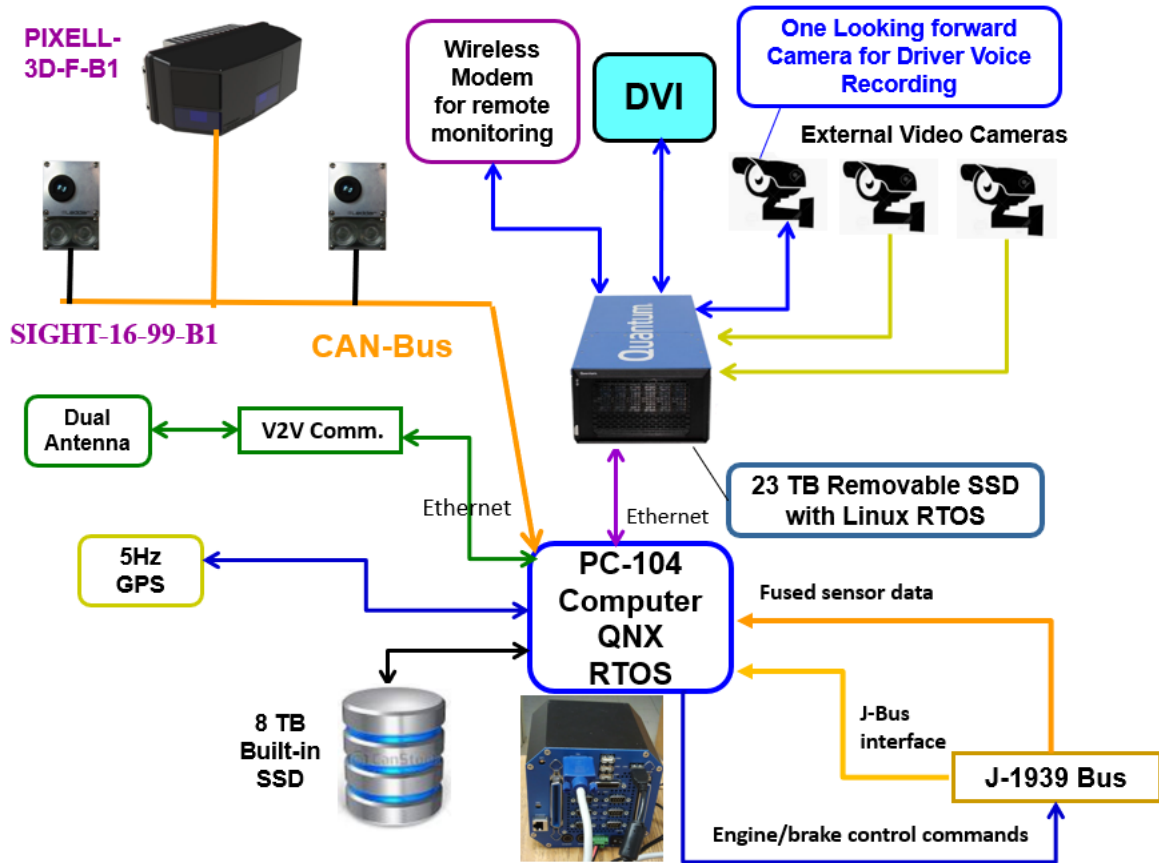 PIXELL-
3D-F-B1
Wireless
Modem
for remote
monitoring
DVI
One Looking forward
Camera for Driver Voice
Recording
External Video Cameras
SIGHT-16-99-B1
CAN-Bus
Quantum
Dual
Antenna
V2V Comm.
Ethernet
Ethernet
23 TB Removable SSD
with Linux RTOS
5Hz
GPS
PC-104
Computer
QNX
RTOS
Fused sensor data
8 TB
Built-in
SSD
J-Bus
interface
J-1939 Bus
Engine/brake control commands